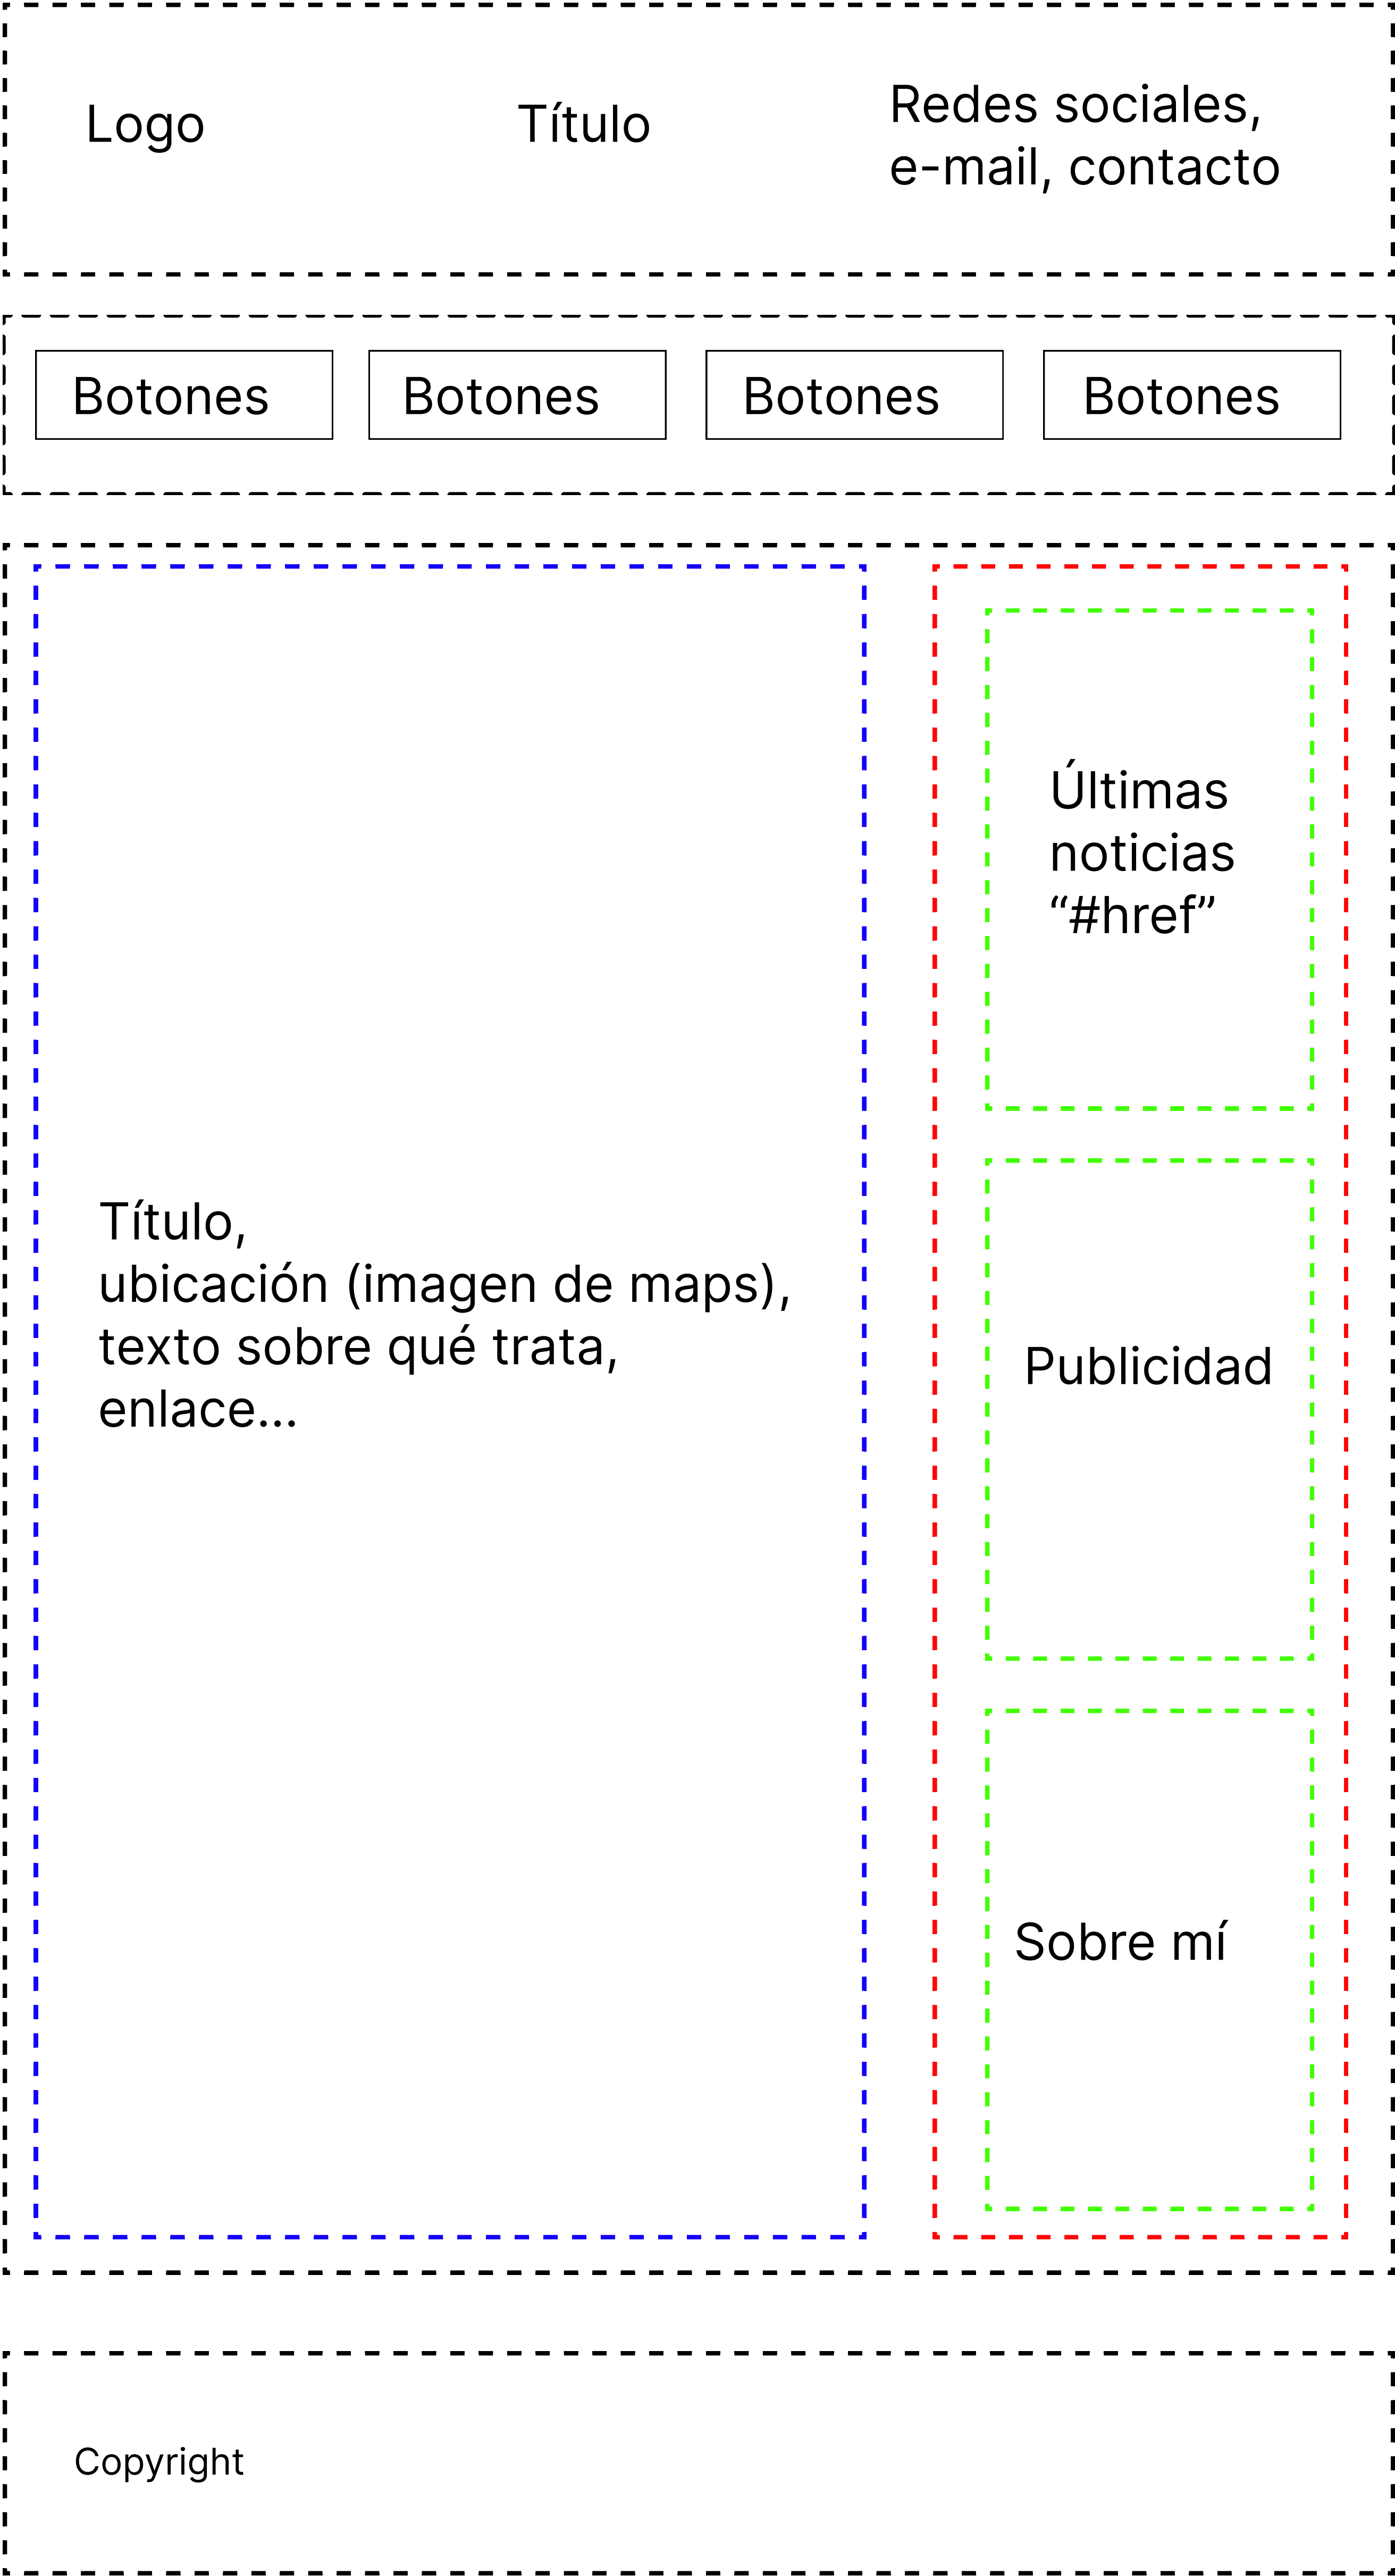 Logo
Título
Redes sociales,
e-mail, contacto
Botones
Botones
Botones
Botones
Título,
ubicación (imagen de maps),
texto sobre qué trata,
enlace...
Últimas
noticias
“#href”
Publicidad
Sobre mí
Copyright